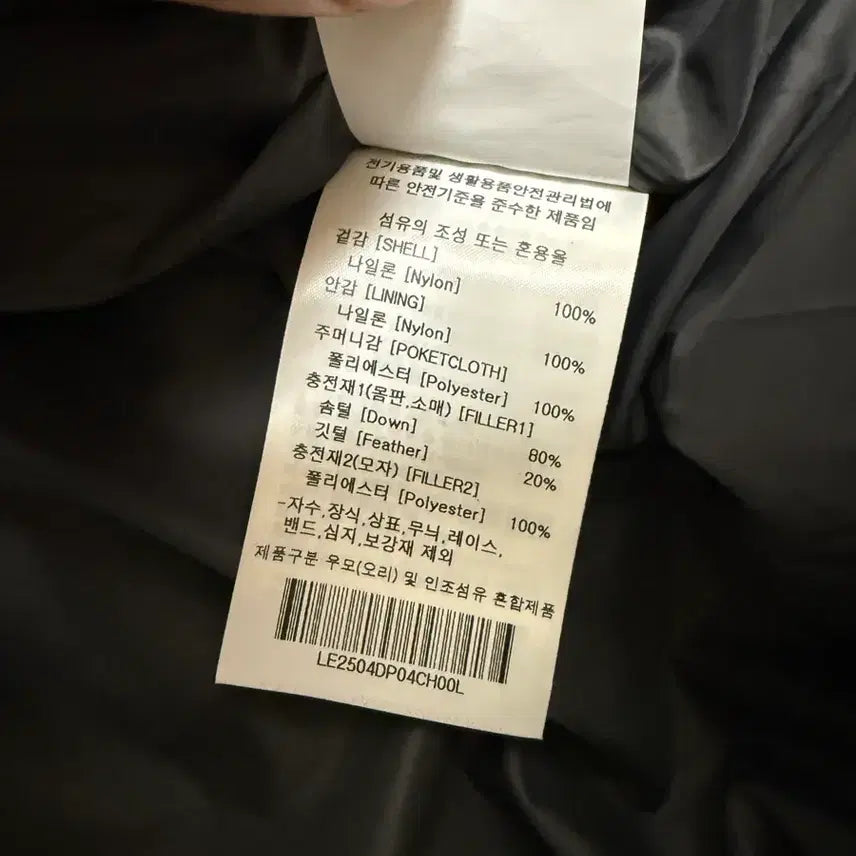 전기용품및 생활용품안전관리법에
따른 안전기준을 준수한 제품임
섬유의 조성 또는 혼용율
겉감 [SHELL]
나일론 [Nylon] 100%
안감 [LINING]
나일론 [Nylon] 100%
주머니감 [POKETCLOTH]
폴리에스터 [Polyester] 100%
충전재1(몸판,소매) [FILLER1]
솜털 [Down] 80%
깃털 [Feather] 20%
충전재2(모자) [FILLER2]
폴리에스터 [Polyester] 100%
-자수,장식,상표,무늬,레이스,
밴드,심지,보강재 제외
제품구분 우모(오리) 및 인조섬유 혼합제품
LE2504DP04CH00L